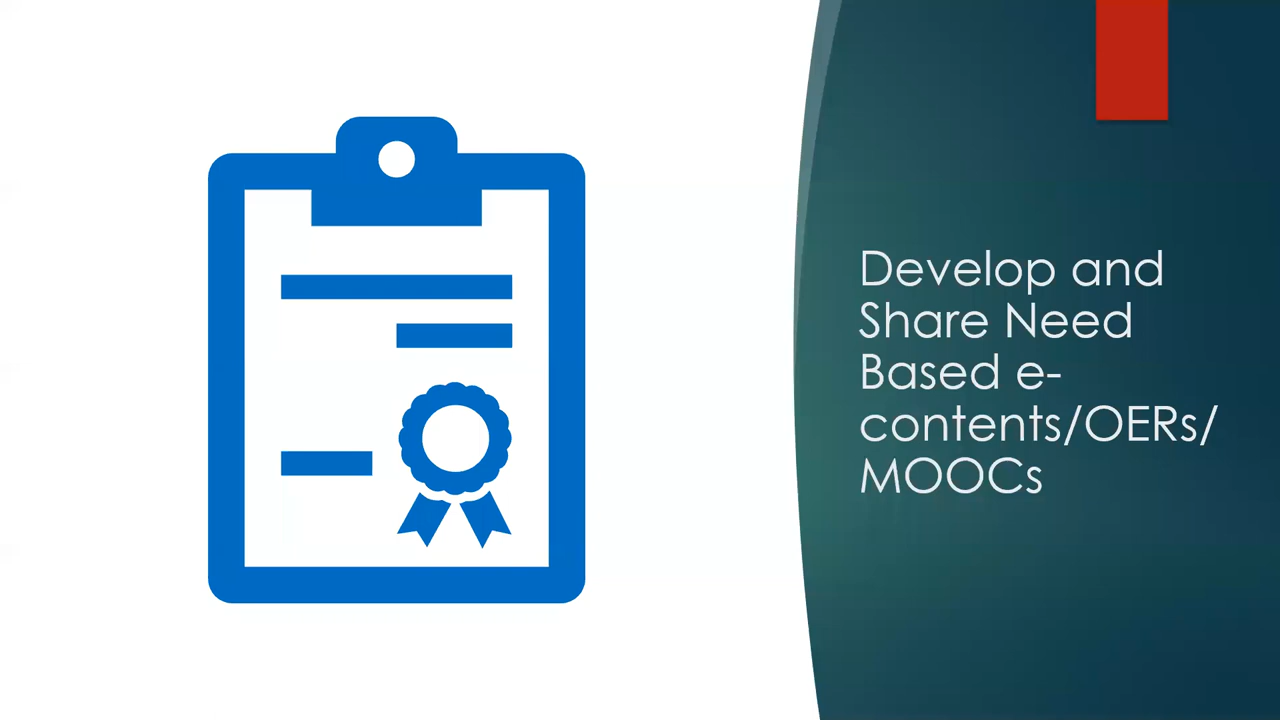 Develop and
Share Need
Based e-
contents/OERs/
MOOCs